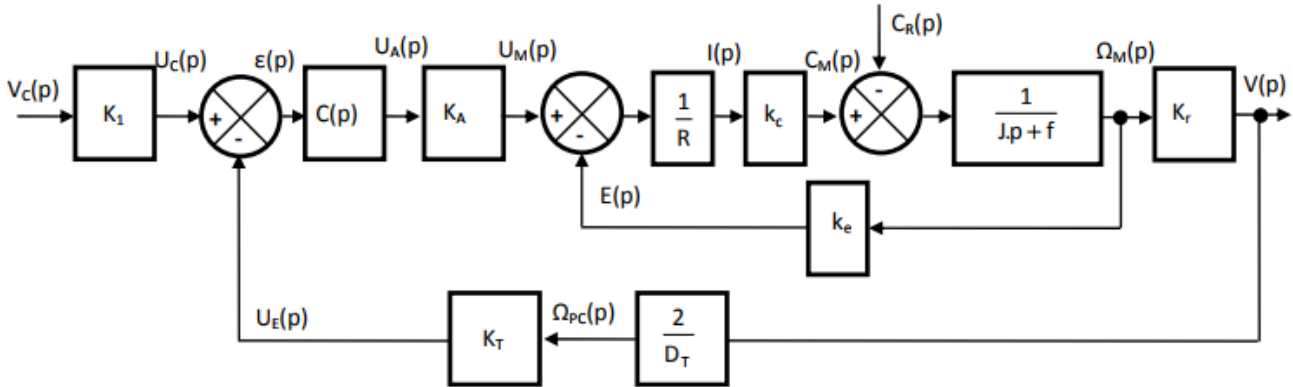 C_R(p)
U_C(p) ε(p) U_A(p) U_M(p) I(p) C_M(p) Ω_M(p) V(p)
V_C(p) K_1 + - C(p) K_A + - 1/R k_c - + 1/(J.p + f) K_r
E(p) k_e
U_E(p) K_T Ω_PC(p) 2/D_T